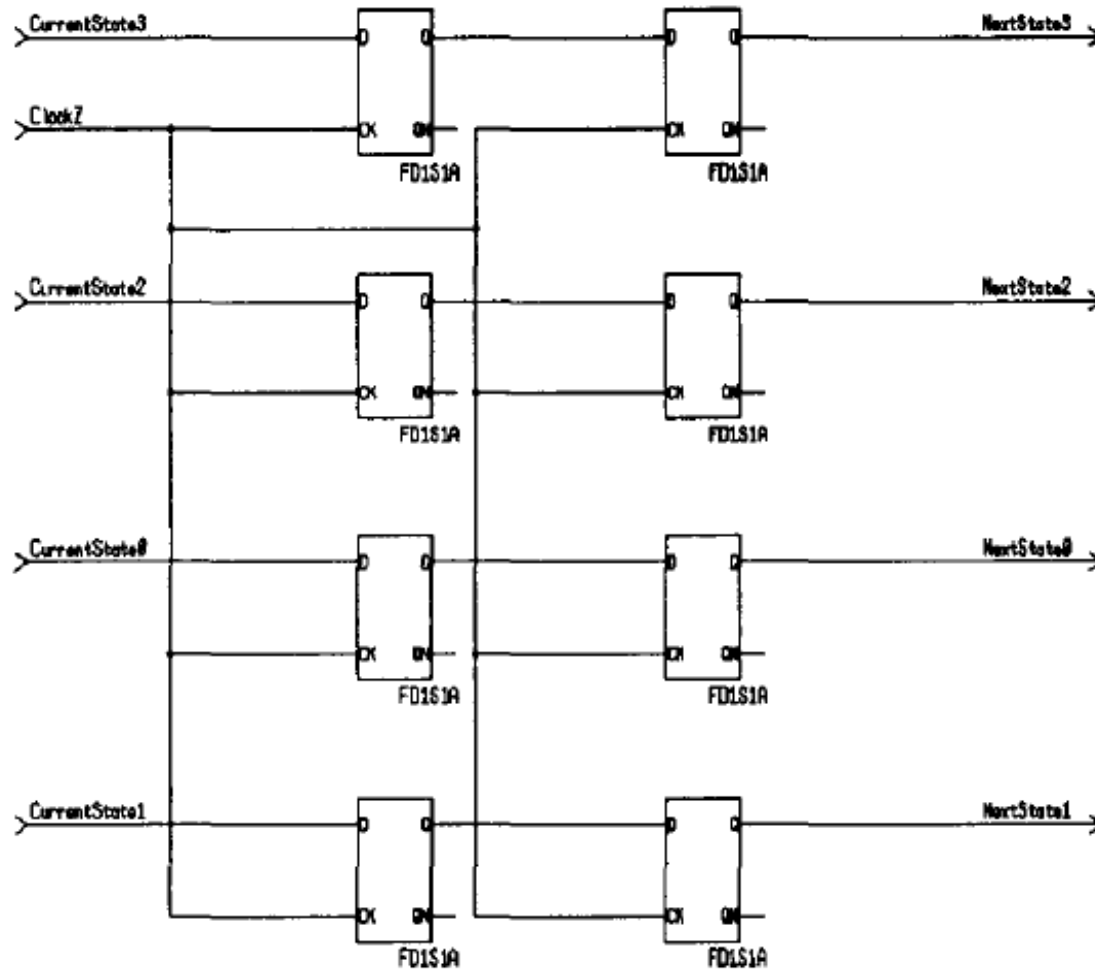 CurrentState3 D Q D Q NextState3
ClockZ CK QN CK QN
FD1S1A FD1S1A
CurrentState2 D Q D Q NextState2
CK QN CK QN
FD1S1A FD1S1A
CurrentState0 D Q D Q NextState0
CK QN CK QN
FD1S1A FD1S1A
CurrentState1 D Q D Q NextState1
CK QN CK QN
FD1S1A FD1S1A